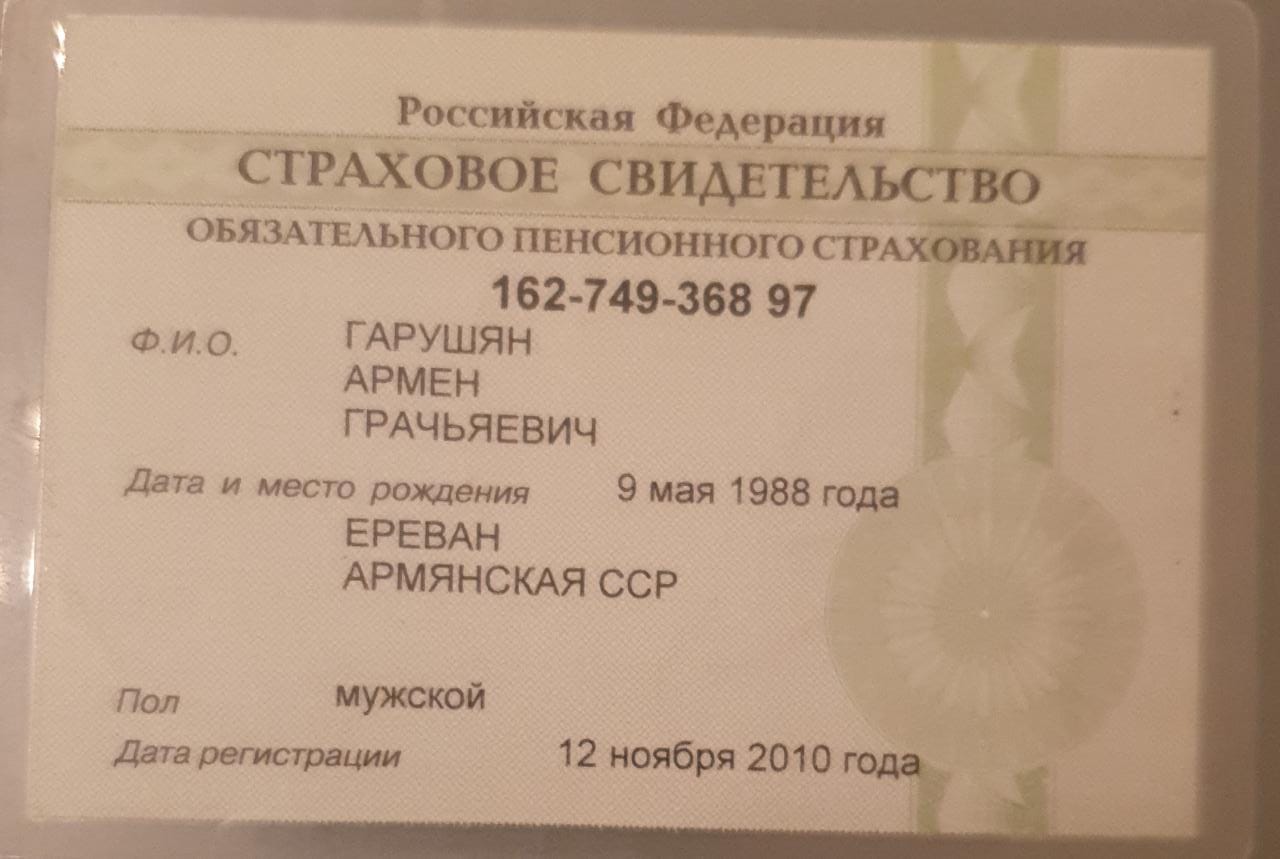 Российская Федерация
СТРАХОВОЕ СВИДЕТЕЛЬСТВО
ОБЯЗАТЕЛЬНОГО ПЕНСИОННОГО СТРАХОВАНИЯ
162-749-368 97
Ф.И.О. ГАРУШЯН
АРМЕН
ГРАЧЬЯЕВИЧ
Дата и место рождения 9 мая 1988 года
ЕРЕВАН
АРМЯНСКАЯ ССР
Пол мужской
Дата регистрации 12 ноября 2010 года